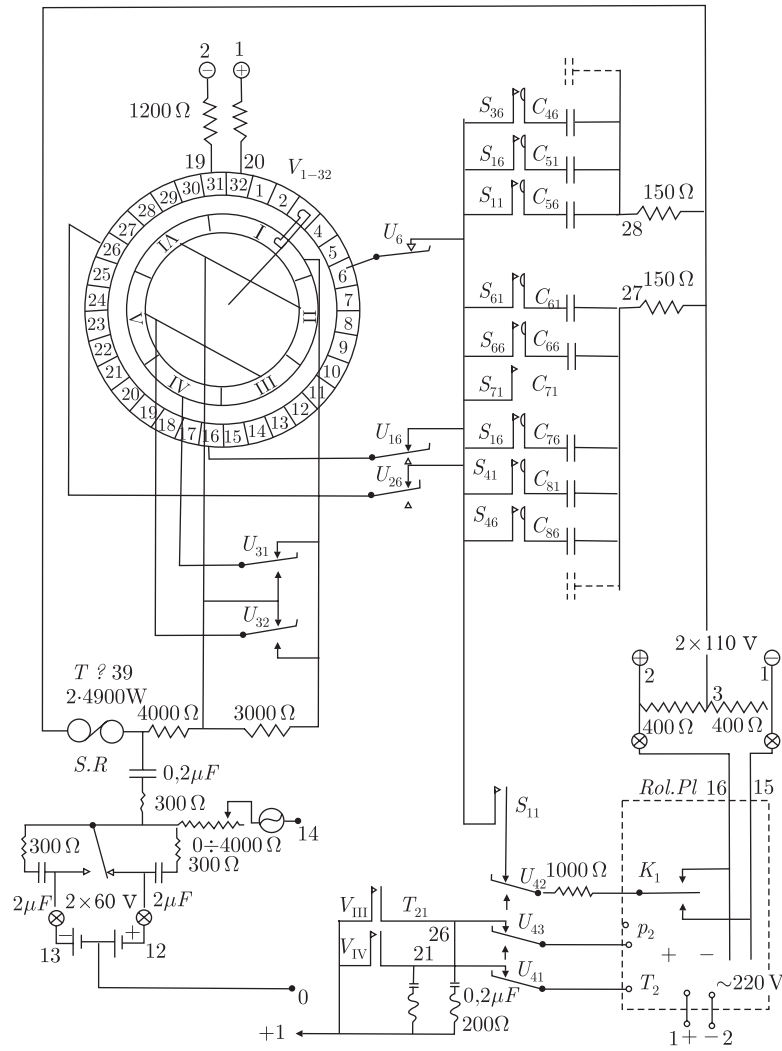 2 1
− +
1200 Ω
19 20
V₁₋₃₂
1 2 4 5 6 7 8 9 10 11 12 13 14 15 16 17 18 19 20 21 22 23 24 25 26 27 28 29 30 31 32
I II III IV V VI
U₆
S₃₆ C₄₆
S₁₆ C₅₁
S₁₁ C₅₆
150 Ω
28
S₆₁ C₆₁
27
150 Ω
S₆₆ C₆₆
S₇₁ C₇₁
U₁₆
S₁₆ C₇₆
U₂₆
S₄₁ C₈₁
S₄₆ C₈₆
U₃₁
U₃₂
T ? 39
2·4900W
4000 Ω 3000 Ω
S.R
0,2μF
300 Ω
14
0÷4000 Ω
300 Ω 300 Ω
2μF 2×60 V 2μF
− +
13 12
0
2×110 V
+ −
2 3 1
400 Ω 400 Ω
Rol.Pl 16 15
S₁₁
U₄₂ 1000 Ω K₁
V_III T₂₁
26 U₄₃ p₂
V_IV 21 U₄₁ T₂
+ −
~220 V
0,2μF
200Ω
+1
1 + − 2